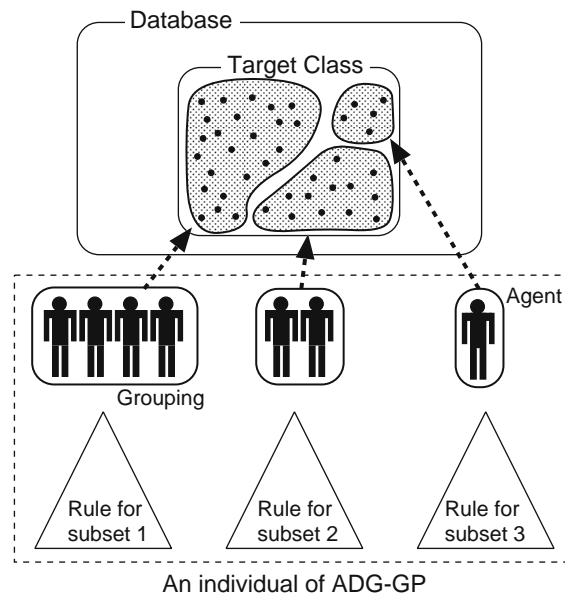 Database
Target Class
Agent
Grouping
Rule for
subset 1
Rule for
subset 2
Rule for
subset 3
An individual of ADG-GP